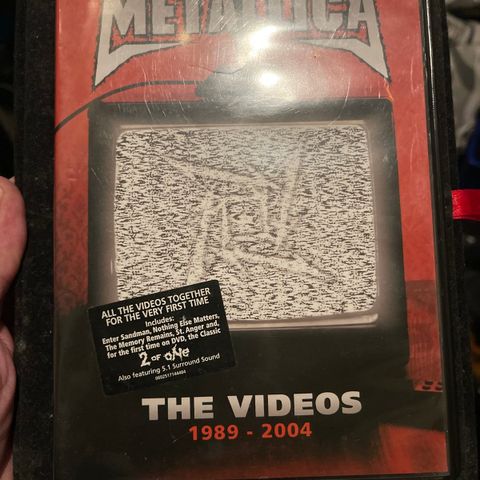 METALLICA
ALL THE VIDEOS TOGETHER
FOR THE VERY FIRST TIME
Includes:
Enter Sandman, Nothing Else Matters,
The Memory Remains, St. Anger and,
for the first time on DVD, the Classic
2 OF ONE
Also featuring 5.1 Surround Sound
0602517144484
THE VIDEOS
1989 - 2004